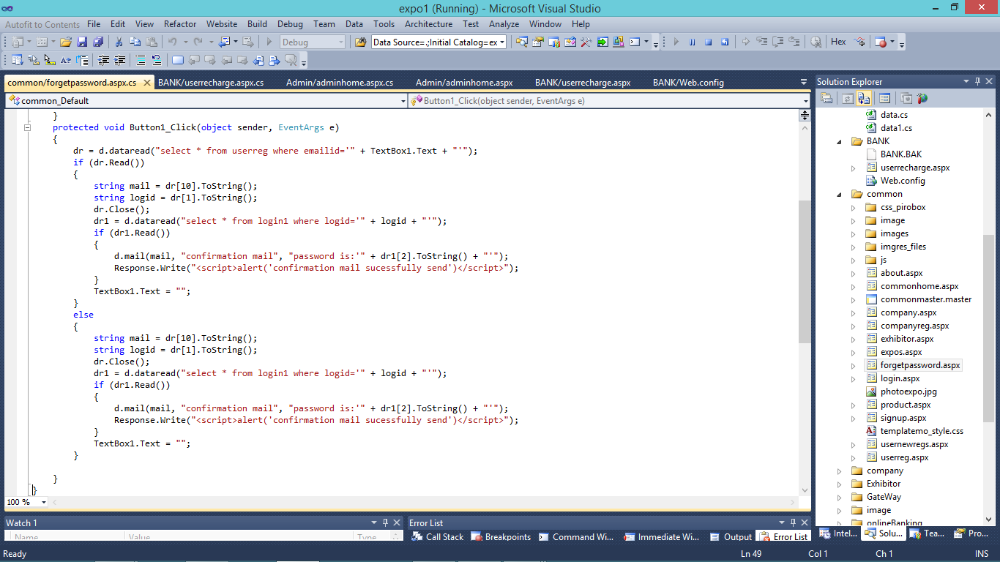 expo1 (Running) - Microsoft Visual Studio
Autofit to Contents File Edit View Refactor Website Build Debug Team Data Tools Architecture Test Analyze Window Help
Debug Data Source=.;Initial Catalog=ex Hex
common/forgetpassword.aspx.cs BANK/userrecharge.aspx.cs Admin/adminhome.aspx.cs Admin/adminhome.aspx BANK/userrecharge.aspx BANK/Web.config
common_Default Button1_Click(object sender, EventArgs e)
}
protected void Button1_Click(object sender, EventArgs e)
{
dr = d.dataread("select * from userreg where emailid='" + TextBox1.Text + "'");
if (dr.Read())
{
string mail = dr[10].ToString();
string logid = dr[1].ToString();
dr.Close();
dr1 = d.dataread("select * from login1 where logid='" + logid + "'");
if (dr1.Read())
{
d.mail(mail, "confirmation mail", "password is:'" + dr1[2].ToString() + "'");
Response.Write("<script>alert('confirmation mail sucessfully send')</script>");
}
TextBox1.Text = "";
}
else
{
string mail = dr[10].ToString();
string logid = dr[1].ToString();
dr.Close();
dr1 = d.dataread("select * from login1 where logid='" + logid + "'");
if (dr1.Read())
{
d.mail(mail, "confirmation mail", "password is:'" + dr1[2].ToString() + "'");
Response.Write("<script>alert('confirmation mail sucessfully send')</script>");
}
TextBox1.Text = "";
}
}
}
100 %
Solution Explorer
data.cs
data1.cs
BANK
BANK.BAK
userrecharge.aspx
Web.config
common
css_pirobox
image
images
imgres_files
js
about.aspx
commonhome.aspx
commonmaster.master
company.aspx
companyreg.aspx
exhibitor.aspx
expos.aspx
forgetpassword.aspx
login.aspx
photoexpo.jpg
product.aspx
signup.aspx
templatemo_style.css
usernewregs.aspx
userreg.aspx
company
Exhibitor
GateWay
image
onlineBanking
Intel... Solu... Tea... Pro...
Watch 1
Name Value Type
Error List
Call Stack Breakpoints Command Wi... Immediate Wi... Output Error List
Ready Ln 49 Col 1 Ch 1 INS